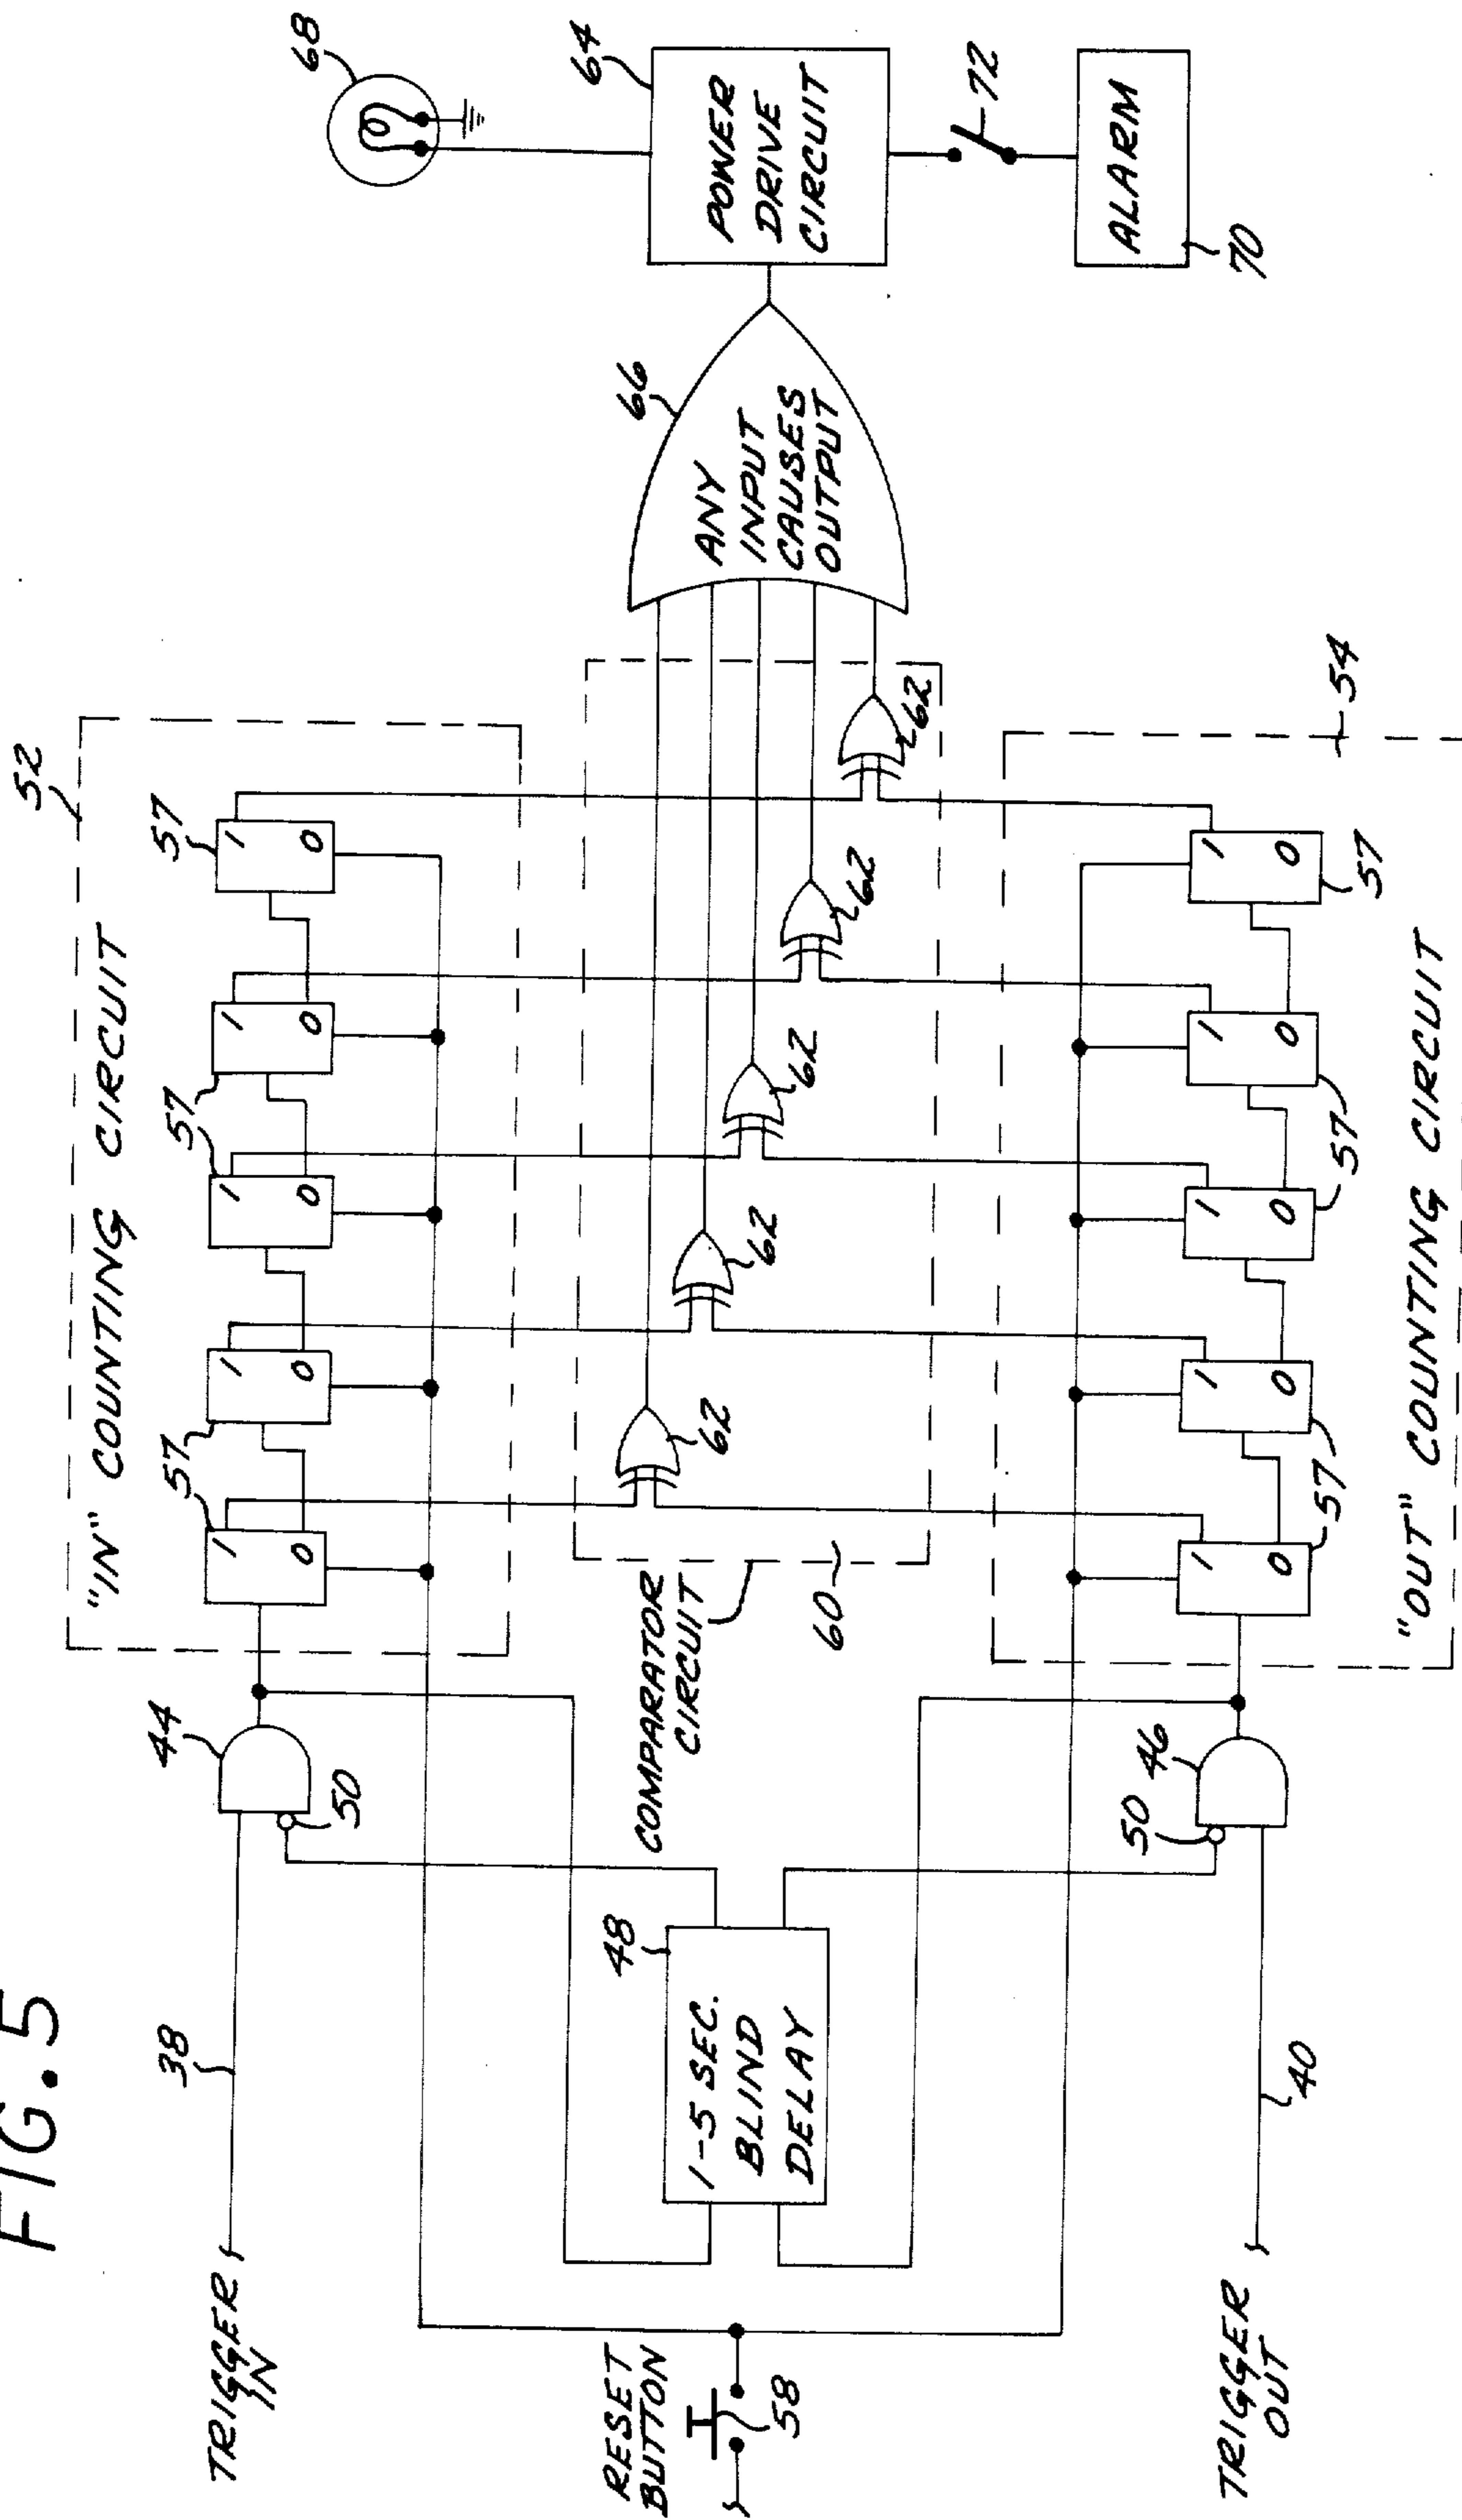 FIG. 5
52
"IN" COUNTING CIRCUIT
57
57
57
57
1
0
1
0
1
0
1
0
1
0
TRIGGER
IN
38
44
50
68
64
POWER
DRIVE
CIRCUIT
72
ALARM
70
66
ANY
INPUT
CAUSES
OUTPUT
62
62
62
62
62
COMPARATOR
CIRCUIT
60
48
1-5 SEC.
BLIND
DELAY
RESET
BUTTON
58
TRIGGER
OUT
40
50
46
54
1
0
1
0
1
0
1
0
1
0
57
57
57
"OUT" COUNTING CIRCUIT